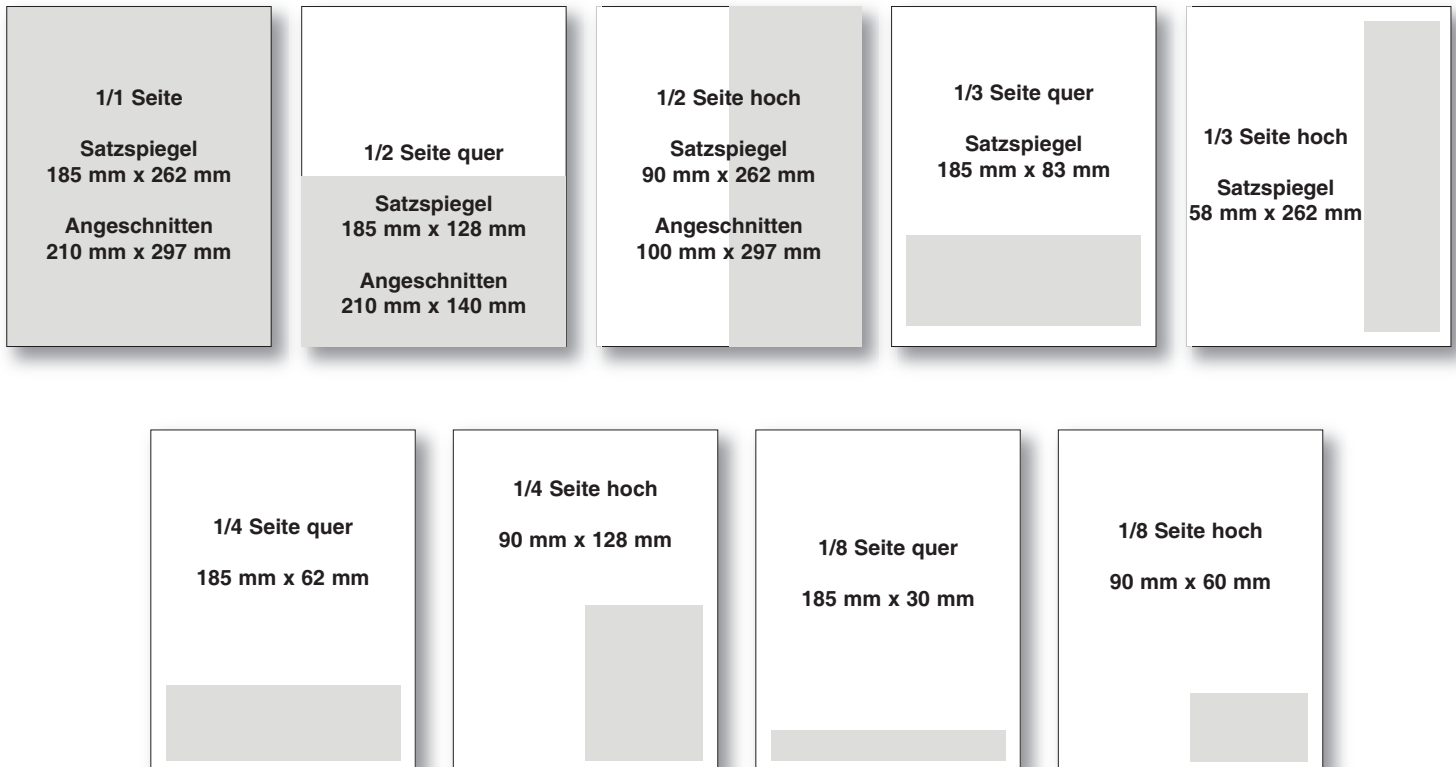 1/1 Seite
Satzspiegel
185 mm x 262 mm
Angeschnitten
210 mm x 297 mm
1/2 Seite quer
Satzspiegel
185 mm x 128 mm
Angeschnitten
210 mm x 140 mm
1/2 Seite hoch
Satzspiegel
90 mm x 262 mm
Angeschnitten
100 mm x 297 mm
1/3 Seite quer
Satzspiegel
185 mm x 83 mm
1/3 Seite hoch
Satzspiegel
58 mm x 262 mm
1/4 Seite quer
185 mm x 62 mm
1/4 Seite hoch
90 mm x 128 mm
1/8 Seite quer
185 mm x 30 mm
1/8 Seite hoch
90 mm x 60 mm